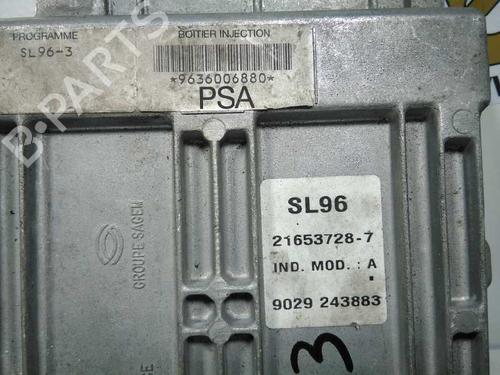 PROGRAMME
SL96-3
BOITIER INJECTION
*9636006880*
PSA
B-PARTS
GROUPE SAGEM
SL96
21653728-7
IND. MOD. : A
9029 243883
3